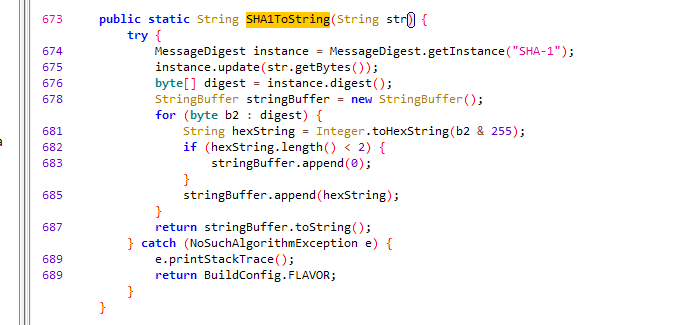 673 public static String SHA1ToString(String str) {
try {
674 MessageDigest instance = MessageDigest.getInstance("SHA-1");
675 instance.update(str.getBytes());
676 byte[] digest = instance.digest();
678 StringBuffer stringBuffer = new StringBuffer();
for (byte b2 : digest) {
681 String hexString = Integer.toHexString(b2 & 255);
682 if (hexString.length() < 2) {
683 stringBuffer.append(0);
}
685 stringBuffer.append(hexString);
}
687 return stringBuffer.toString();
} catch (NoSuchAlgorithmException e) {
689 e.printStackTrace();
689 return BuildConfig.FLAVOR;
}
}